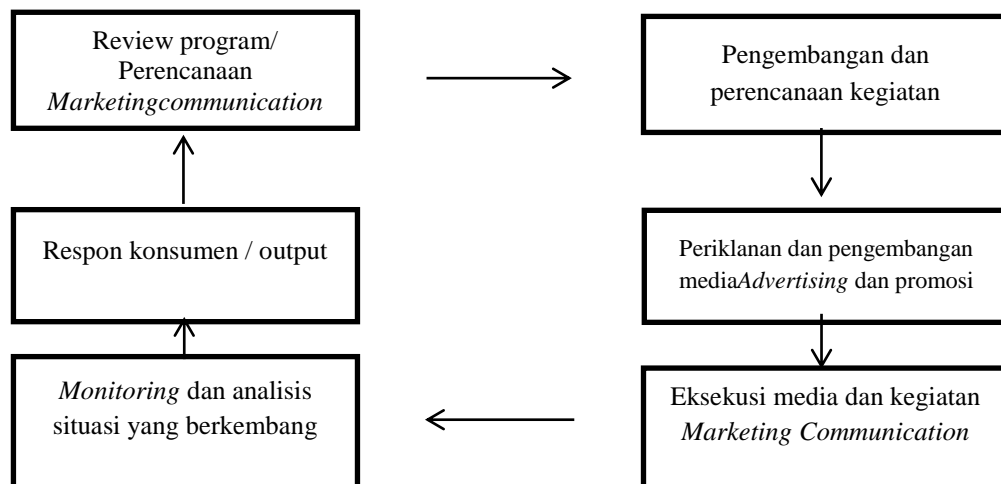 Review program/
Perencanaan
Marketingcommunication
Pengembangan dan
perencanaan kegiatan
Respon konsumen / output
Periklanan dan pengembangan
mediaAdvertising dan promosi
Monitoring dan analisis
situasi yang berkembang
Eksekusi media dan kegiatan
Marketing Communication